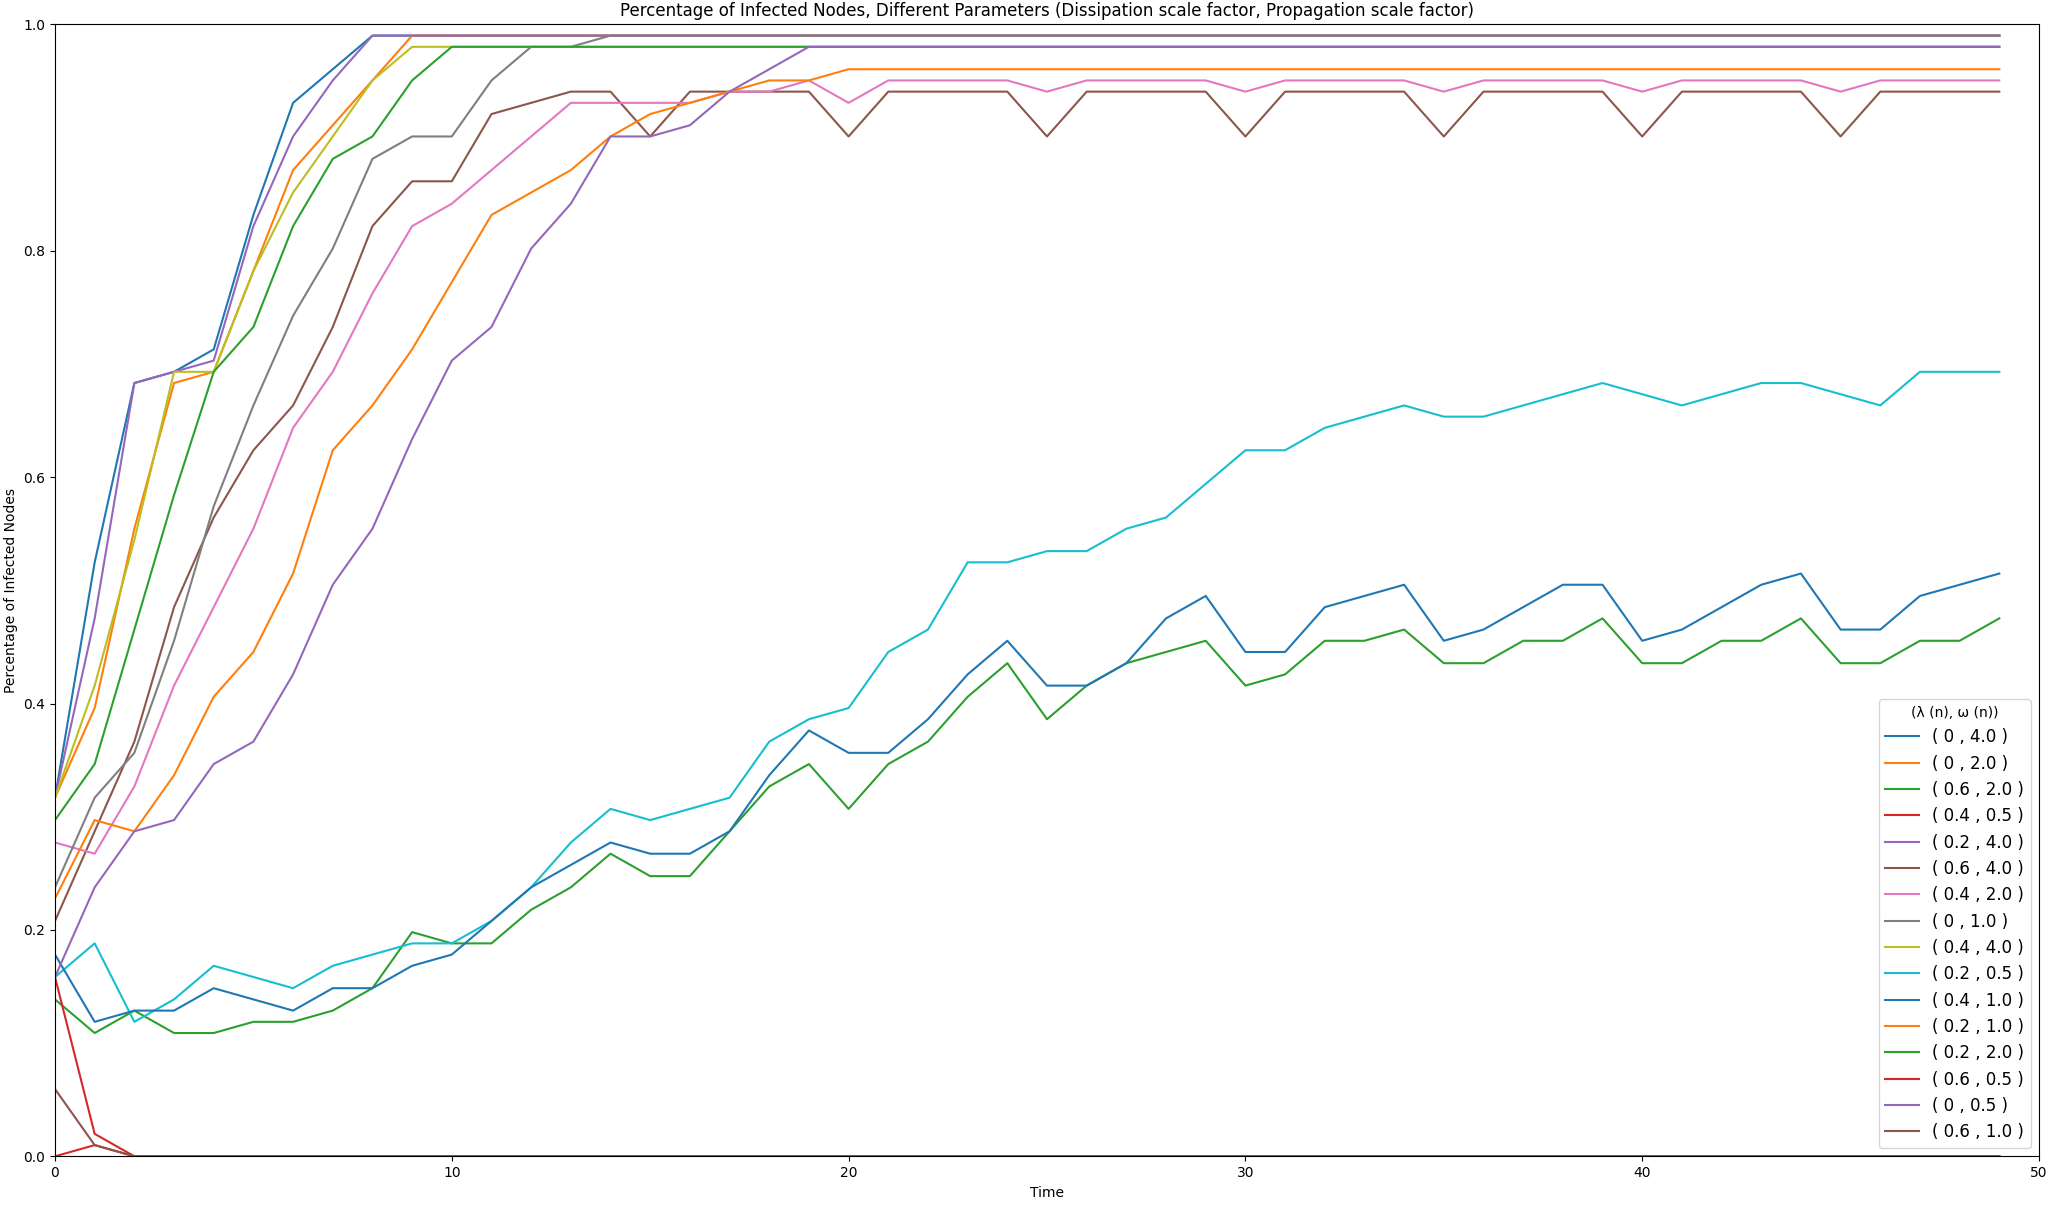 Percentage of Infected Nodes, Different Parameters (Dissipation scale factor, Propagation scale factor)
1.0
0.8
0.6
0.4
0.2
0.0
Percentage of Infected Nodes
0
10
20
30
40
50
Time
(λ (n), ω (n))
( 0 , 4.0 )
( 0 , 2.0 )
( 0.6 , 2.0 )
( 0.4 , 0.5 )
( 0.2 , 4.0 )
( 0.6 , 4.0 )
( 0.4 , 2.0 )
( 0 , 1.0 )
( 0.4 , 4.0 )
( 0.2 , 0.5 )
( 0.4 , 1.0 )
( 0.2 , 1.0 )
( 0.2 , 2.0 )
( 0.6 , 0.5 )
( 0 , 0.5 )
( 0.6 , 1.0 )